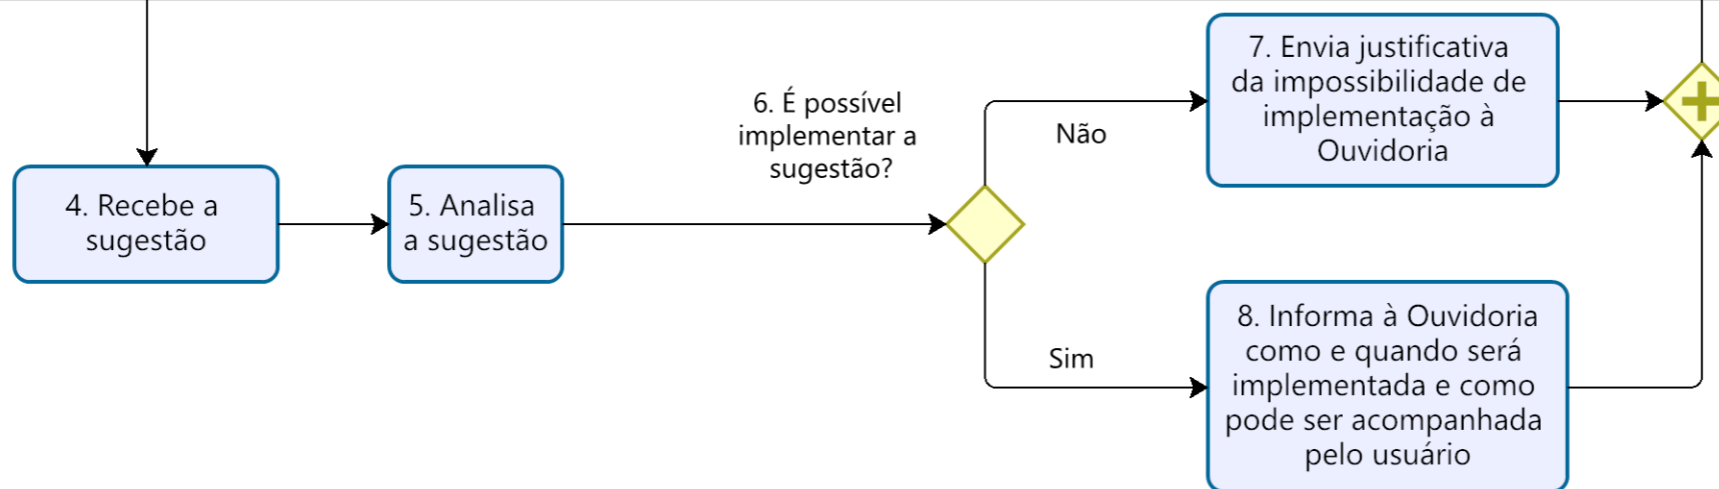 4. Recebe a
sugestão
5. Analisa
a sugestão
6. É possível
implementar a
sugestão?
Não
7. Envia justificativa
da impossibilidade de
implementação à
Ouvidoria
Sim
8. Informa à Ouvidoria
como e quando será
implementada e como
pode ser acompanhada
pelo usuário